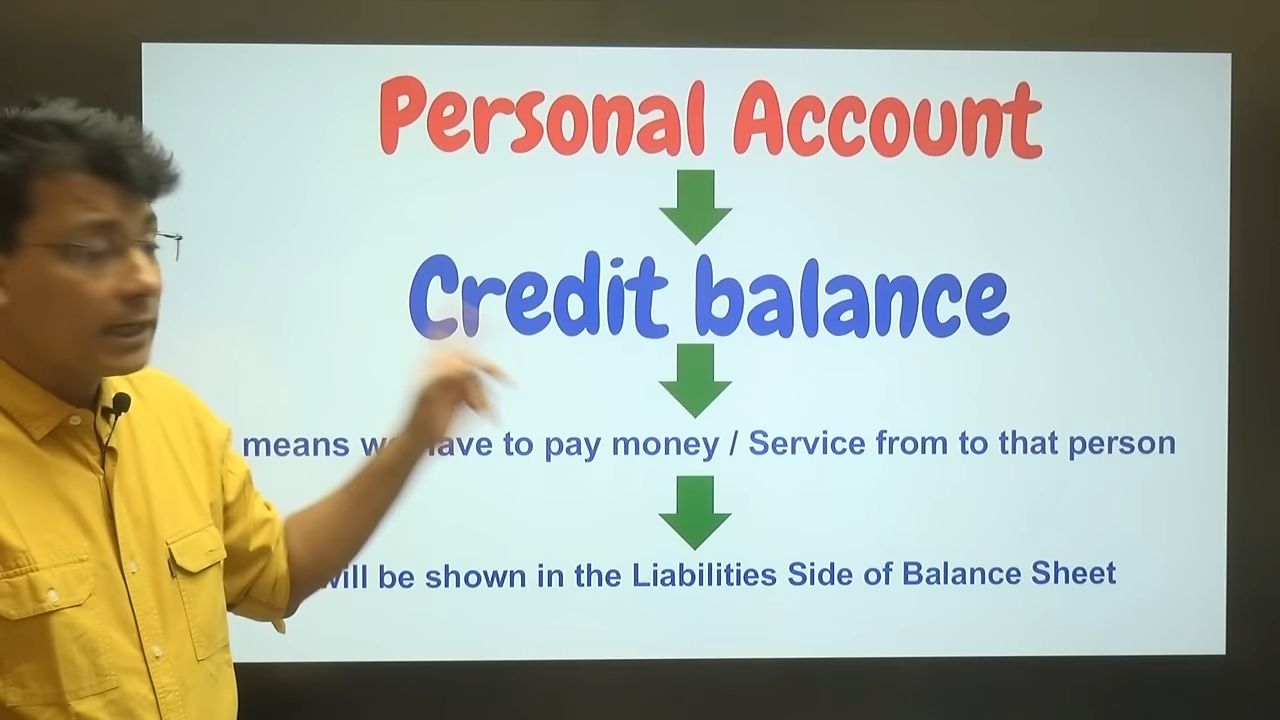 Personal Account
Credit balance
means have to pay money / Service from to that person
will be shown in the Liabilities Side of Balance Sheet